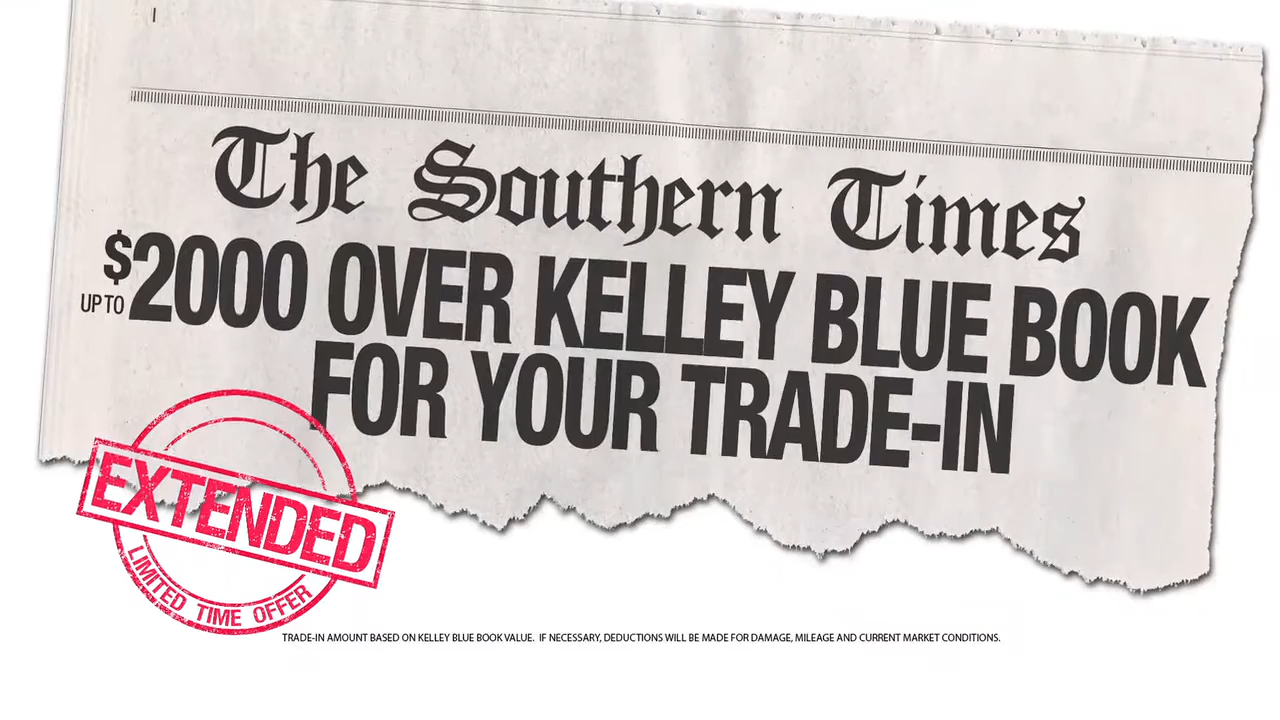 The Southern Times
UP TO $2000 OVER KELLEY BLUE BOOK
FOR YOUR TRADE-IN
EXTENDED
LIMITED TIME OFFER
TRADE-IN AMOUNT BASED ON KELLEY BLUE BOOK VALUE. IF NECESSARY, DEDUCTIONS WILL BE MADE FOR DAMAGE, MILEAGE AND CURRENT MARKET CONDITIONS.